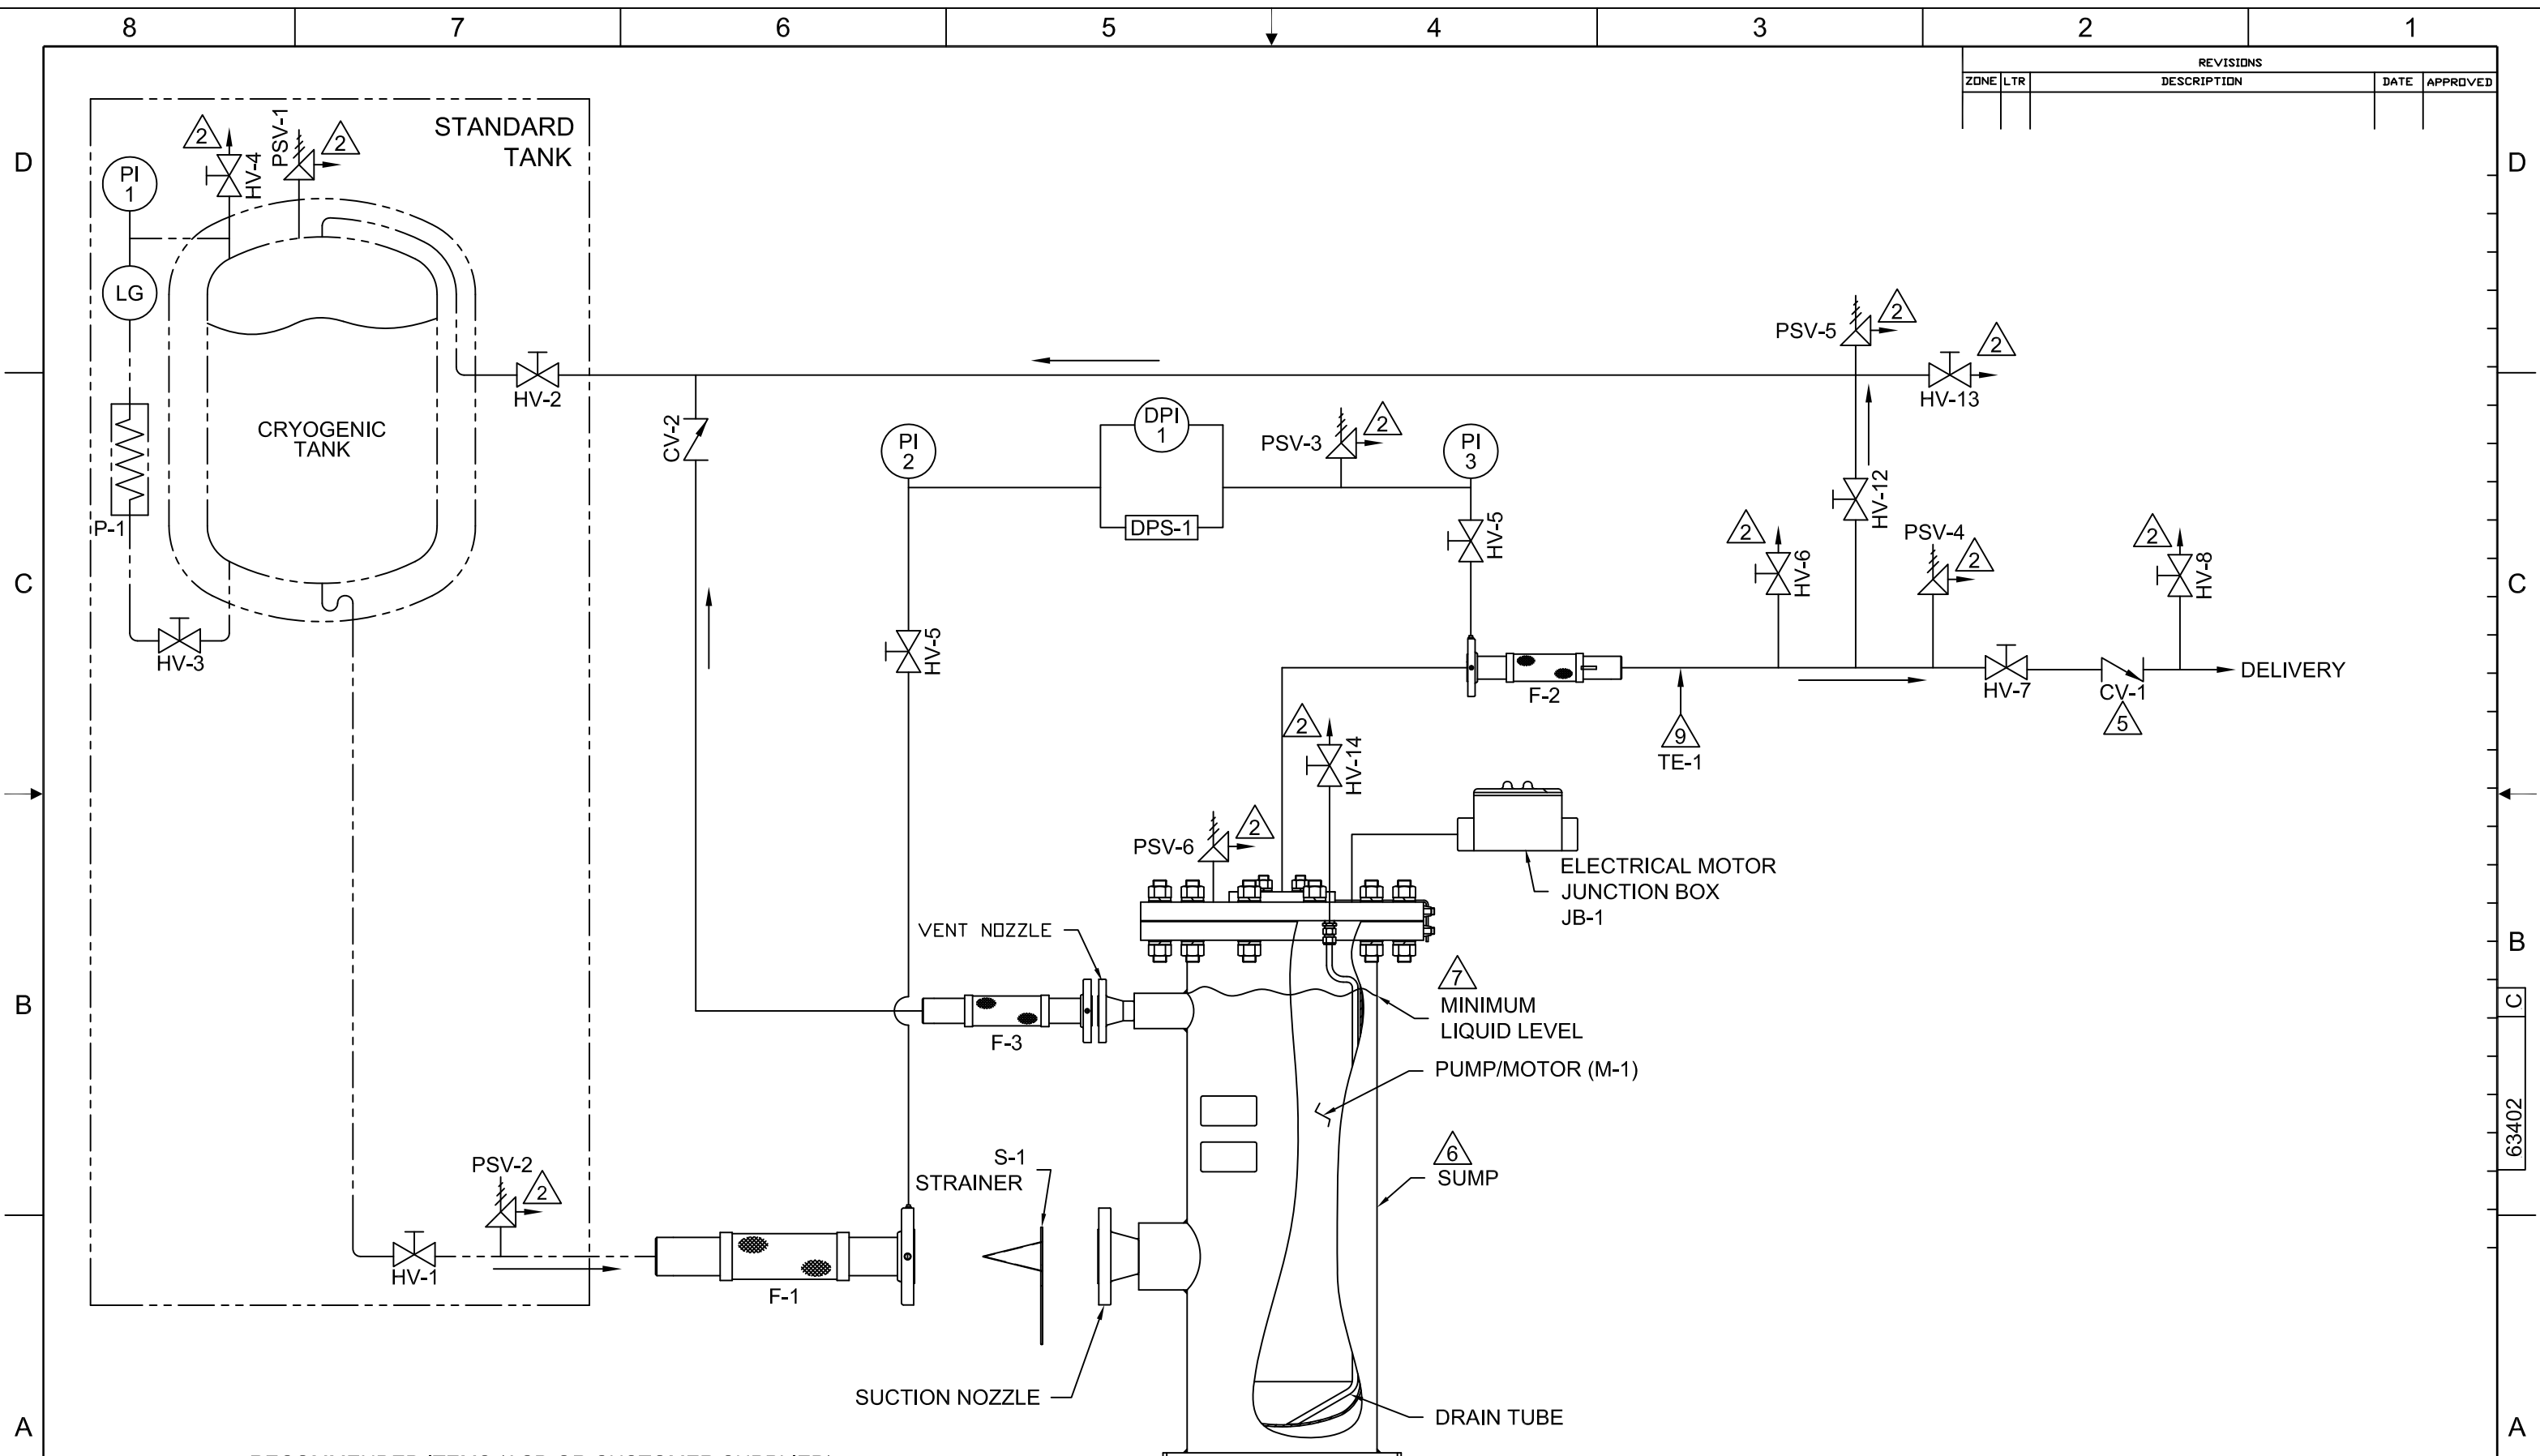 8 7 6 5 4 3 2 1
REVISIONS
ZONE LTR DESCRIPTION DATE APPROVED
D
D
STANDARD
TANK
PI
1
2
HV-4
PSV-1
2
LG
CRYOGENIC
TANK
P-1
HV-3
HV-2
CV-2
PI
2
DPI
1
DPS-1
PSV-3
2
PI
3
HV-5
HV-5
PSV-5
2
2
HV-13
HV-12
2
HV-6
PSV-4
2
2
HV-8
C
C
F-2
9
TE-1
HV-7
CV-1
5
DELIVERY
2
HV-14
PSV-6
2
ELECTRICAL MOTOR
JUNCTION BOX
JB-1
VENT NOZZLE
F-3
7
MINIMUM
LIQUID LEVEL
PUMP/MOTOR (M-1)
B
B
C
63402
6
SUMP
S-1
STRAINER
PSV-2
2
HV-1
F-1
SUCTION NOZZLE
DRAIN TUBE
A
A